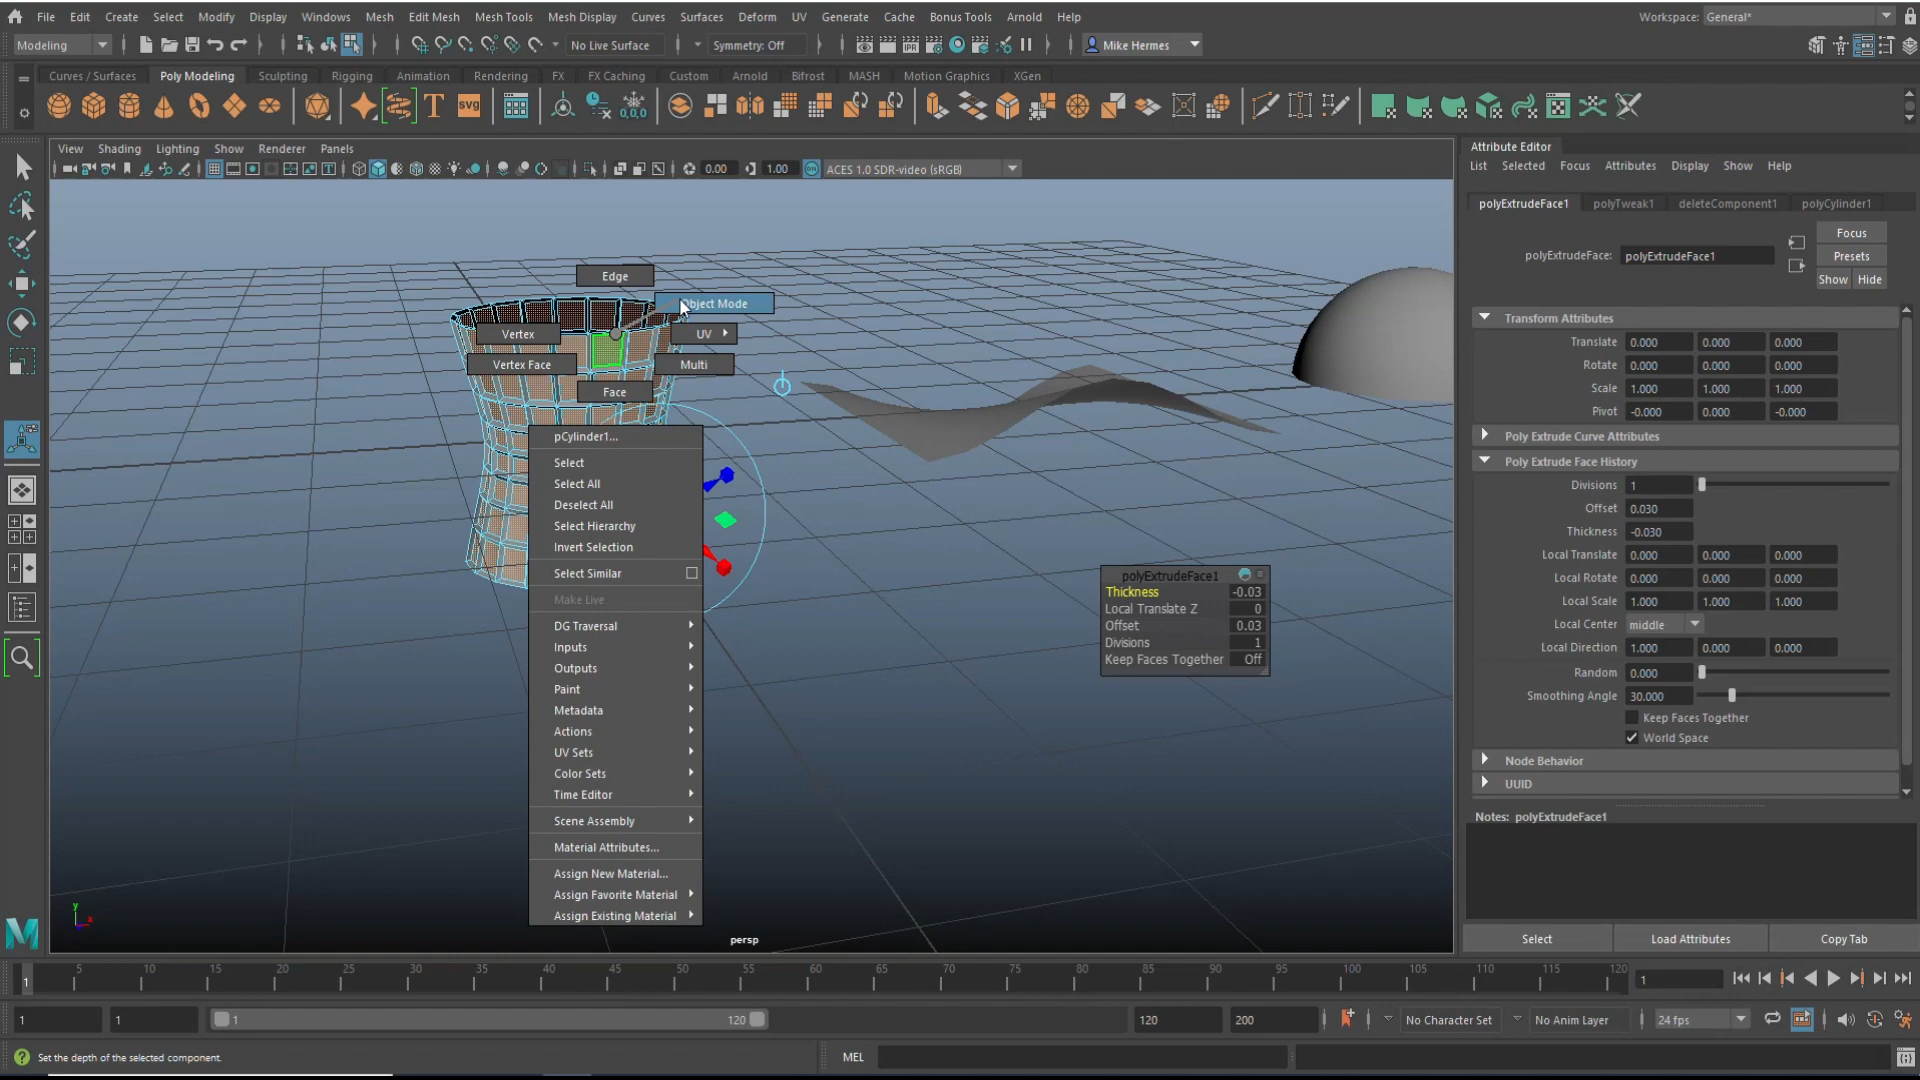 File Edit Create Select Modify Display Windows Mesh Edit Mesh Mesh Tools Mesh Display Curves Surfaces Deform UV Generate Cache Bonus Tools Arnold Help
Workspace: General*
Modeling No Live Surface Symmetry: Off IPR Mike Hermes
Curves / Surfaces Poly Modeling Sculpting Rigging Animation Rendering FX FX Caching Custom Arnold Bifrost MASH Motion Graphics XGen
T SVG 0,0,0
View Shading Lighting Show Renderer Panels
0.00 1.00 ACES 1.0 SDR-video (sRGB)
Edge
Object Mode
Vertex UV
Vertex Face Multi
Face
pCylinder1...
Select
Select All
Deselect All
Select Hierarchy
Invert Selection
Select Similar
Make Live
DG Traversal
Inputs
Outputs
Paint
Metadata
Actions
UV Sets
Color Sets
Time Editor
Scene Assembly
Material Attributes...
Assign New Material...
Assign Favorite Material
Assign Existing Material
polyExtrudeFace1
Thickness -0.03
Local Translate Z 0
Offset 0.03
Divisions 1
Keep Faces Together Off
y
x
persp
Attribute Editor
List Selected Focus Attributes Display Show Help
polyExtrudeFace1 polyTweak1 deleteComponent1 polyCylinder1
polyExtrudeFace: polyExtrudeFace1
Focus
Presets
Show Hide
Transform Attributes
Translate 0.000 0.000 0.000
Rotate 0.000 0.000 0.000
Scale 1.000 1.000 1.000
Pivot -0.000 0.000 -0.000
Poly Extrude Curve Attributes
Poly Extrude Face History
Divisions 1
Offset 0.030
Thickness -0.030
Local Translate 0.000 0.000 0.000
Local Rotate 0.000 0.000 0.000
Local Scale 1.000 1.000 1.000
Local Center middle
Local Direction 1.000 0.000 0.000
Random 0.000
Smoothing Angle 30.000
Keep Faces Together
World Space
Node Behavior
UUID
Notes: polyExtrudeFace1
Select Load Attributes Copy Tab
1 5 10 15 20 25 30 35 40 45 50 55 60 65 70 75 80 85 90 95 100 105 110 115 120 1
1 1 1 120 120 200 No Character Set No Anim Layer 24 fps
Set the depth of the selected component. MEL